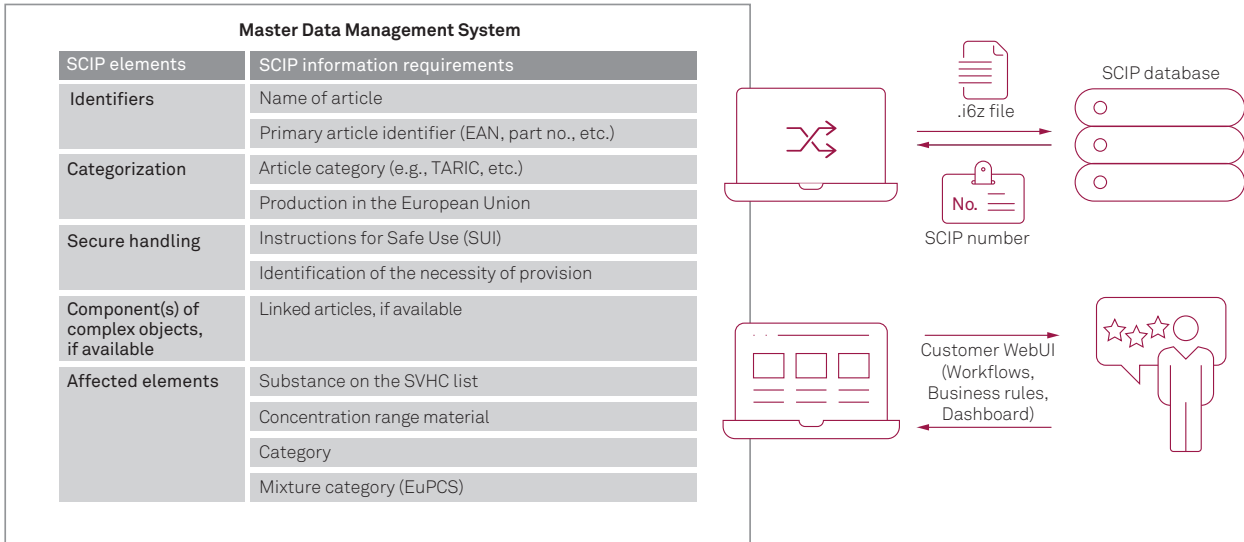 Master Data Management System
SCIP elements
SCIP information requirements
Identifiers
Name of article
Primary article identifier (EAN, part no., etc.)
Categorization
Article category (e.g., TARIC, etc.)
Production in the European Union
Secure handling
Instructions for Safe Use (SUI)
Identification of the necessity of provision
Component(s) of
complex objects,
if available
Linked articles, if available
Affected elements
Substance on the SVHC list
Concentration range material
Category
Mixture category (EuPCS)
.i6z file
SCIP database
No.
SCIP number
Customer WebUI
(Workflows,
Business rules,
Dashboard)